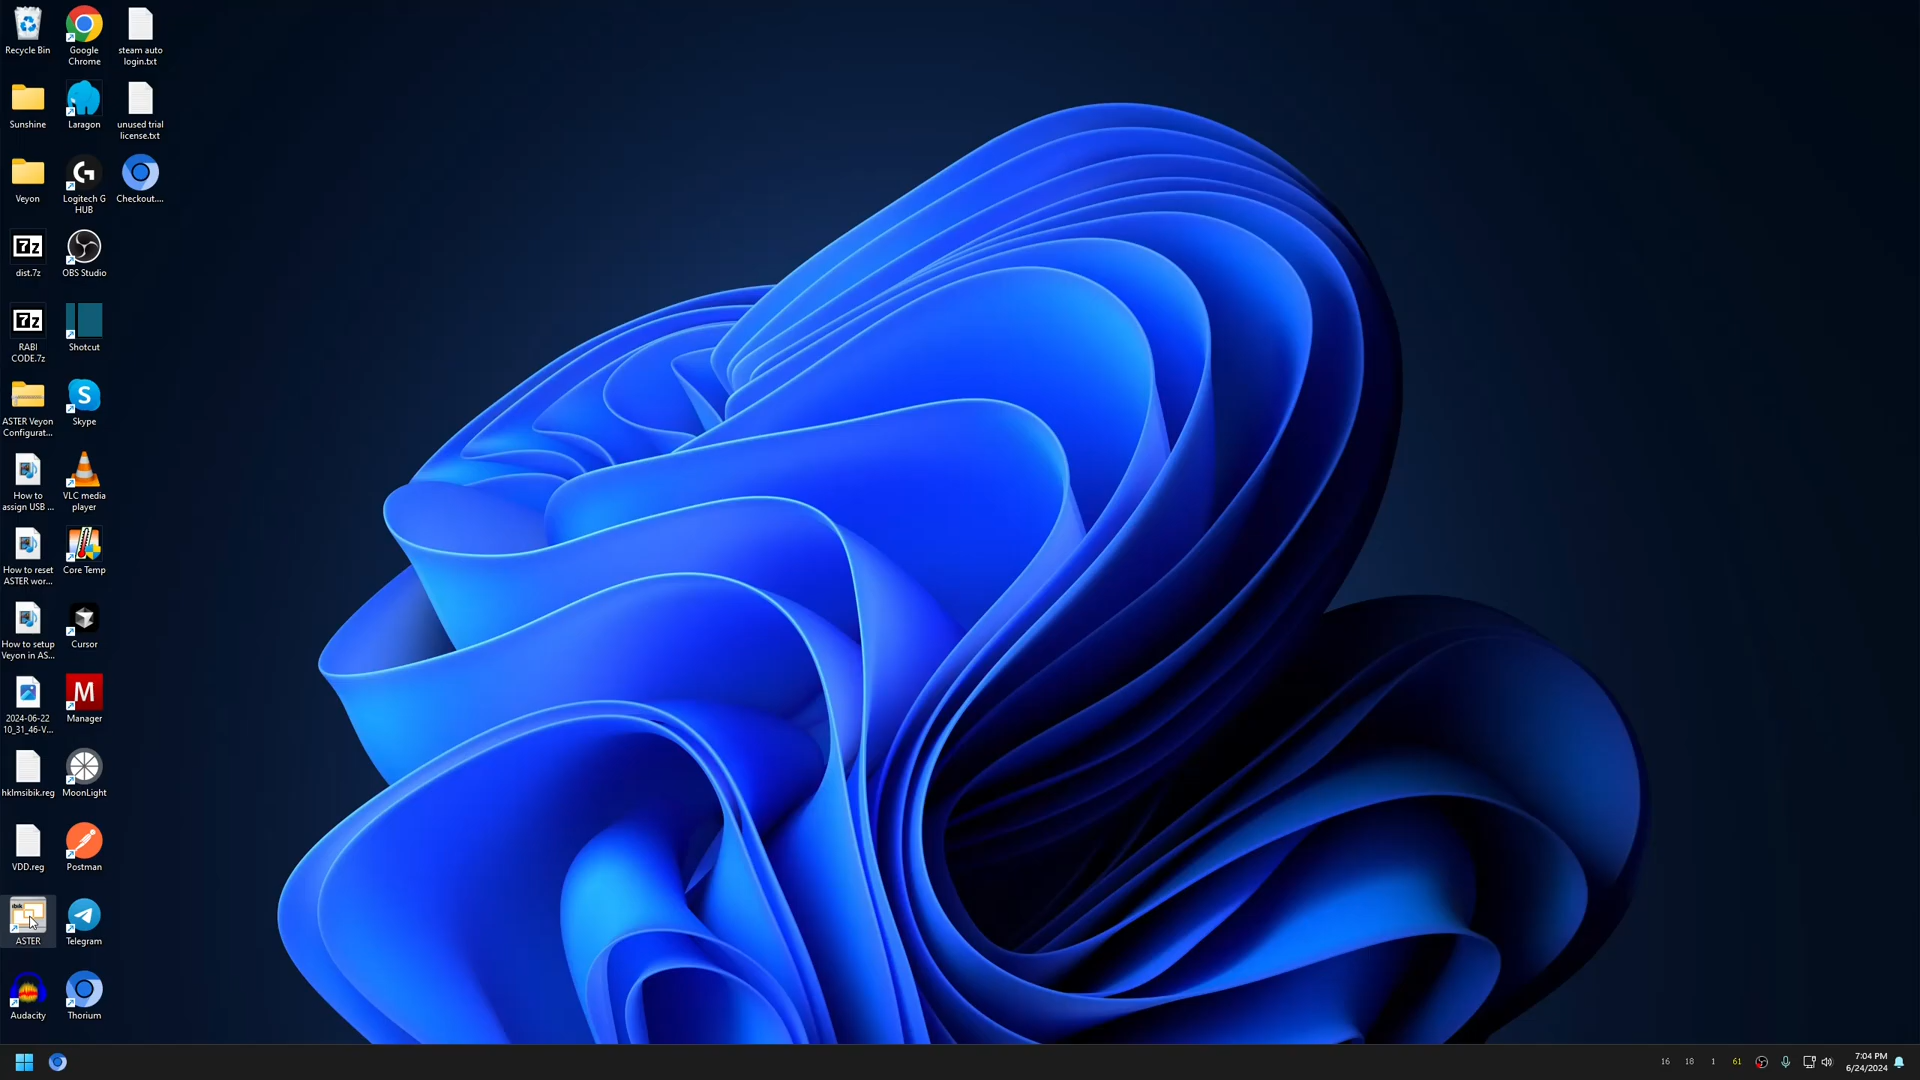 Recycle Bin
Google
Chrome
steam auto
login.txt
Sunshine
Laragon
unused trial
license.txt
Veyon
Logitech G
HUB
Checkout....
7z
dist.7z
OBS Studio
7z
RABI
CODE.7z
Shotcut
ASTER Veyon
Configurat...
S
Skype
How to
assign USB ...
VLC media
player
How to reset
ASTER wor...
Core Temp
How to setup
Veyon in AS...
Cursor
2024-06-22
10_31_46-V...
M
Manager
hklmsibik.reg
MoonLight
VDD.reg
Postman
ibik
ASTER
Telegram
Audacity
Thorium
16
18
1
61
7:04 PM
6/24/2024